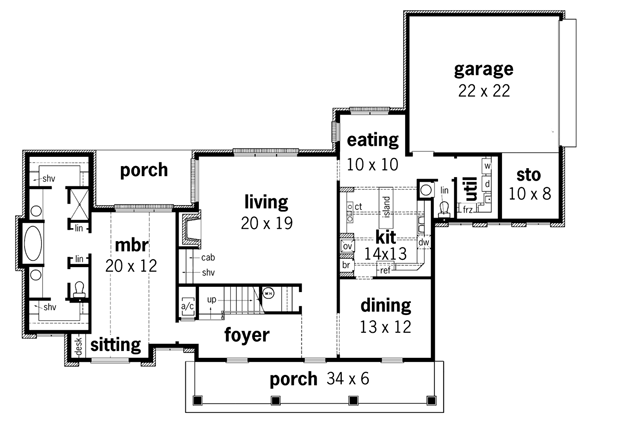 garage
22 x 22
eating
10 x 10
porch
living
20 x 19
shv
lin
util
w
d
frz
sto
10 x 8
ct
island
kit
14x13
dw
ov
br
ref
lin
mbr
20 x 12
lin
cab
shv
shv
a/c
up
W H
dining
13 x 12
foyer
desk
sitting
porch 34 x 6